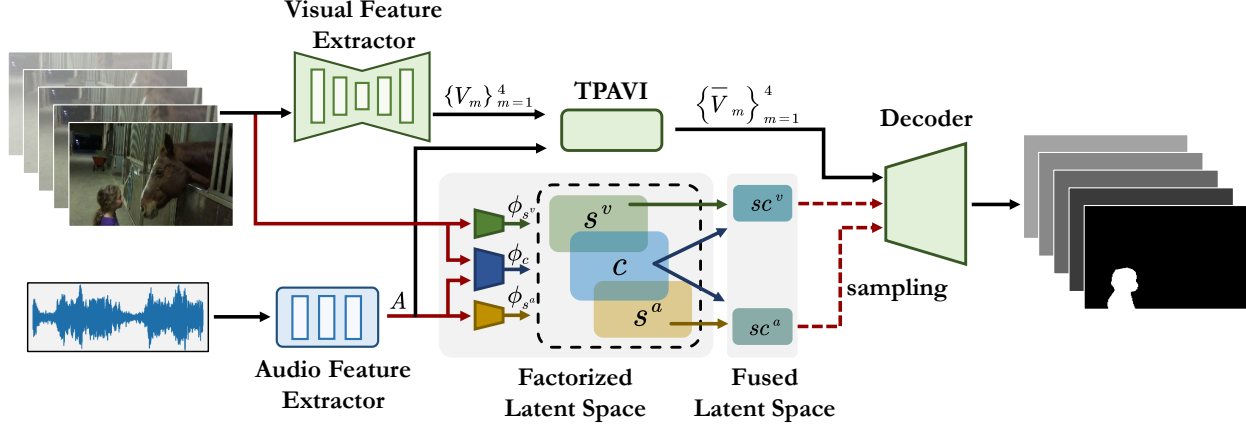 Visual Feature
Extractor
{V_m}^4_{m=1}
TPAVI
{V̅_m}^4_{m=1}
Decoder
ϕ_{s^v}
s^v
sc^v
ϕ_c
c
A
ϕ_{s^a}
s^a
sc^a
sampling
Audio Feature
Extractor
Factorized
Latent Space
Fused
Latent Space